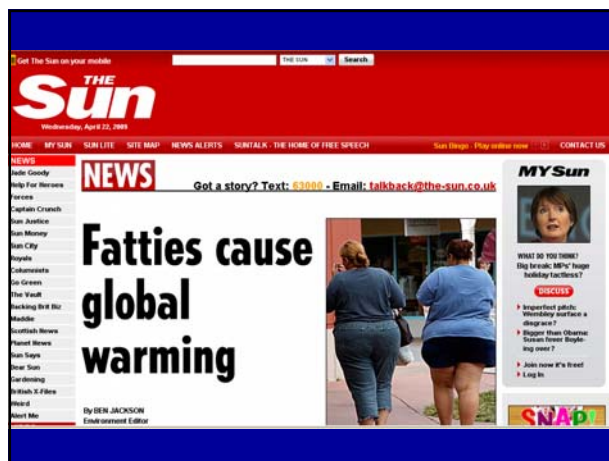 Get The Sun on your mobile
THE SUN
Search
THE
Sun
Wednesday, April 22, 2009
HOME MY SUN SUN LITE SITE MAP NEWS ALERTS SUNTALK - THE HOME OF FREE SPEECH Sun Bingo - Play online now CONTACT US
NEWS
Jade Goody
Help For Heroes
Forces
Captain Crunch
Sun Justice
Sun Money
Sun City
Royals
Columnists
Go Green
The Vault
Backing Brit Biz
Maddie
Scottish News
Planet News
Sun Says
Dear Sun
Gardening
British X-Files
Weird
Alert Me
NEWS
Got a story? Text: 63000 - Email: talkback@the-sun.co.uk
Fatties cause
global
warming
By BEN JACKSON
Environment Editor
MY Sun
WHAT DO YOU THINK?
Big break: MPs' huge
holiday tactless?
DISCUSS
Imperfect pitch:
Wembley surface a
disgrace?
Bigger than Obama:
Susan fever Boyle-
ing over?
Join now it's free!
Log In
SNAP!